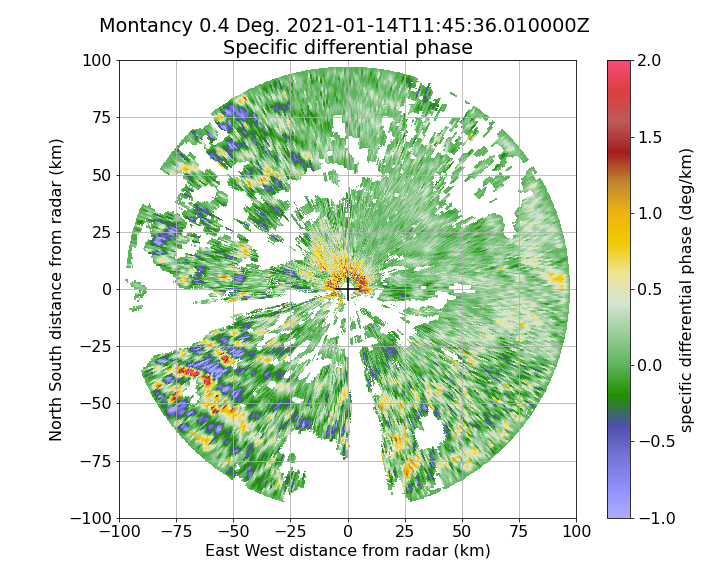 Montancy 0.4 Deg. 2021-01-14T11:45:36.010000Z
Specific differential phase
100
75
50
25
0
−25
−50
−75
−100
−100 −75 −50 −25 0 25 50 75 100
East West distance from radar (km)
North South distance from radar (km)
2.0
1.5
1.0
0.5
0.0
−0.5
−1.0
specific differential phase (deg/km)